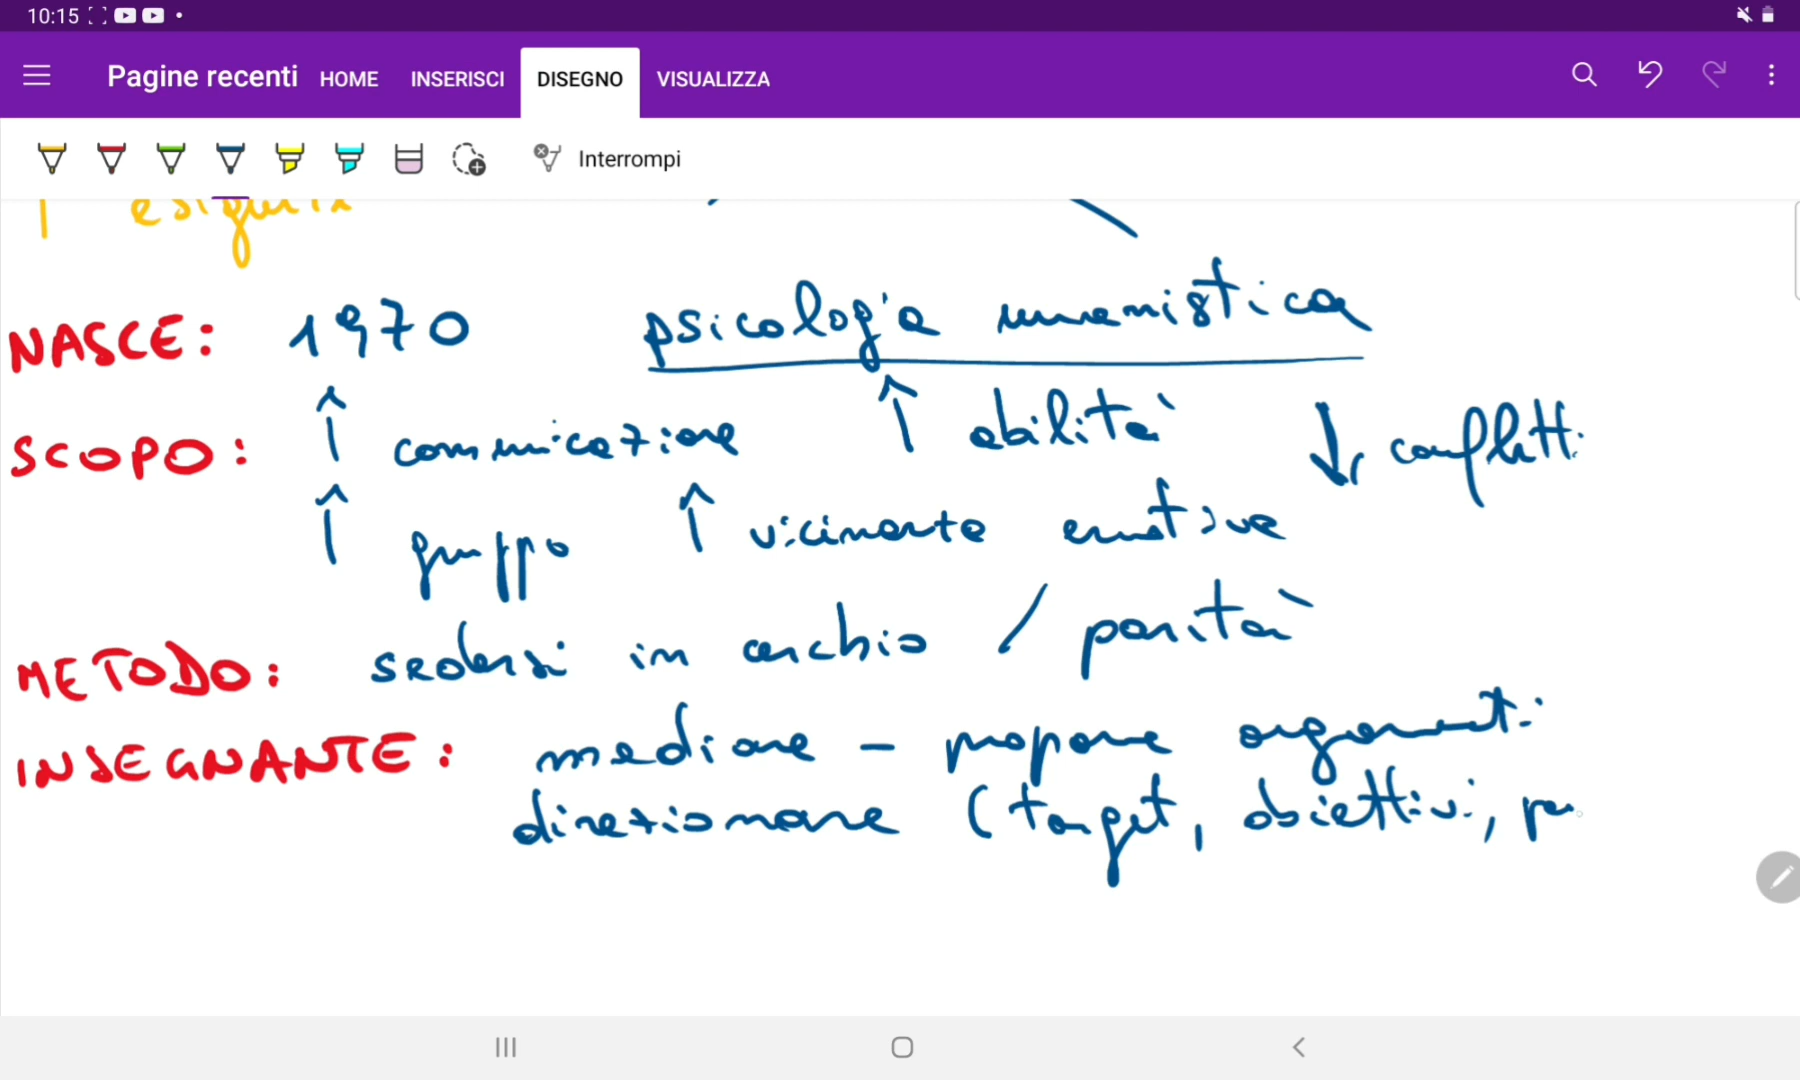 10:15
Pagine recenti HOME INSERISCI DISEGNO VISUALIZZA
Interrompi
NASCE: 1970 psicologia umanistica
SCOPO: ↑ comunicazione ↑ abilità ↓ conflitti
↑ gruppo ↑ vicinanza emotiva
METODO: sedersi in cerchio / parità
INSEGNANTE: mediare - propone argomenti
direzionare (target, obiettivi,